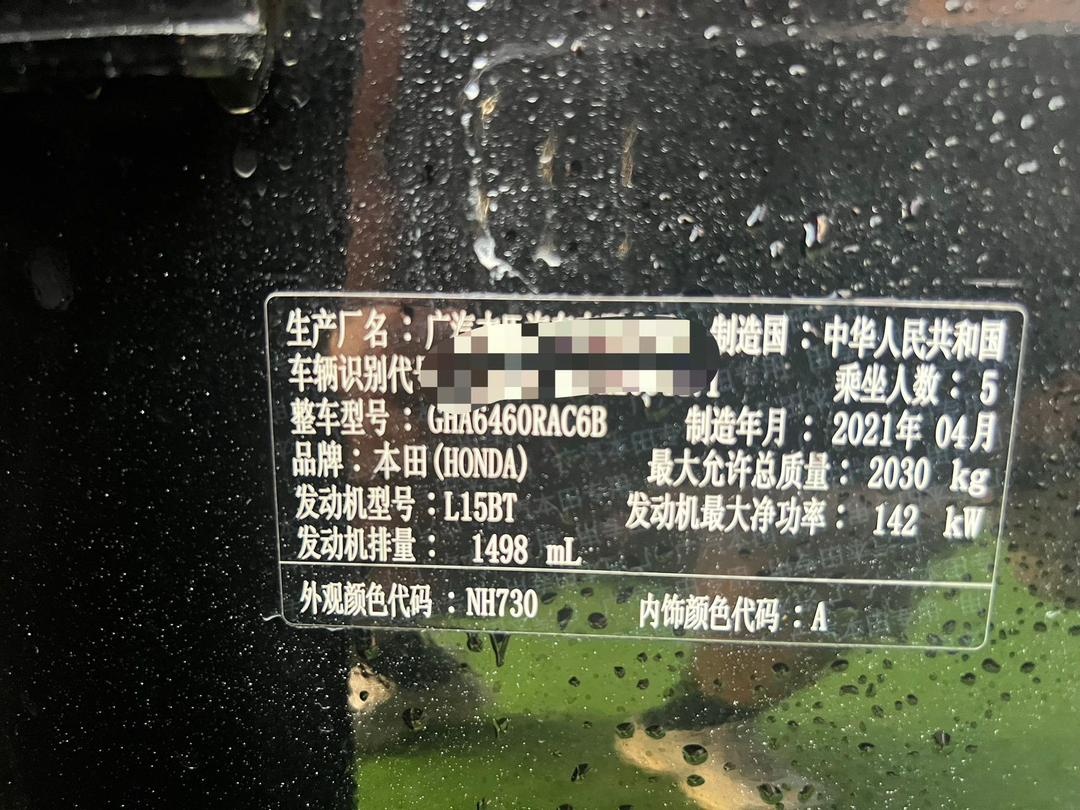 生产厂名：广汽 制造国：中华人民共和国
车辆识别代 乘坐人数：5
整车型号：GHA6460RAC6B 制造年月：2021年 04月
品牌：本田(HONDA) 最大允许总质量：2030 kg
发动机型号：L15BT 发动机最大净功率：142 kW
发动机排量：1498 mL
外观颜色代码：NH730 内饰颜色代码：A